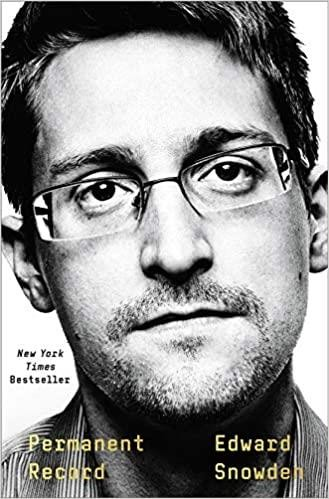 New York
Times
Bestseller
Permanent
Record
Edward
Snowden